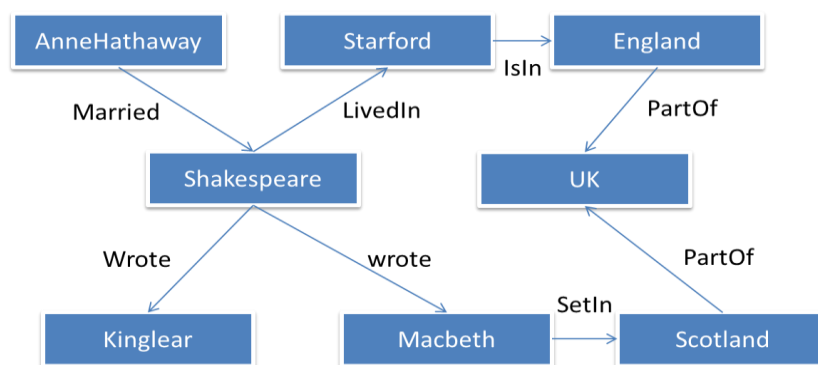 AnneHathaway
Starford
England
IsIn
Married
LivedIn
PartOf
Shakespeare
UK
Wrote
wrote
PartOf
SetIn
Kinglear
Macbeth
Scotland